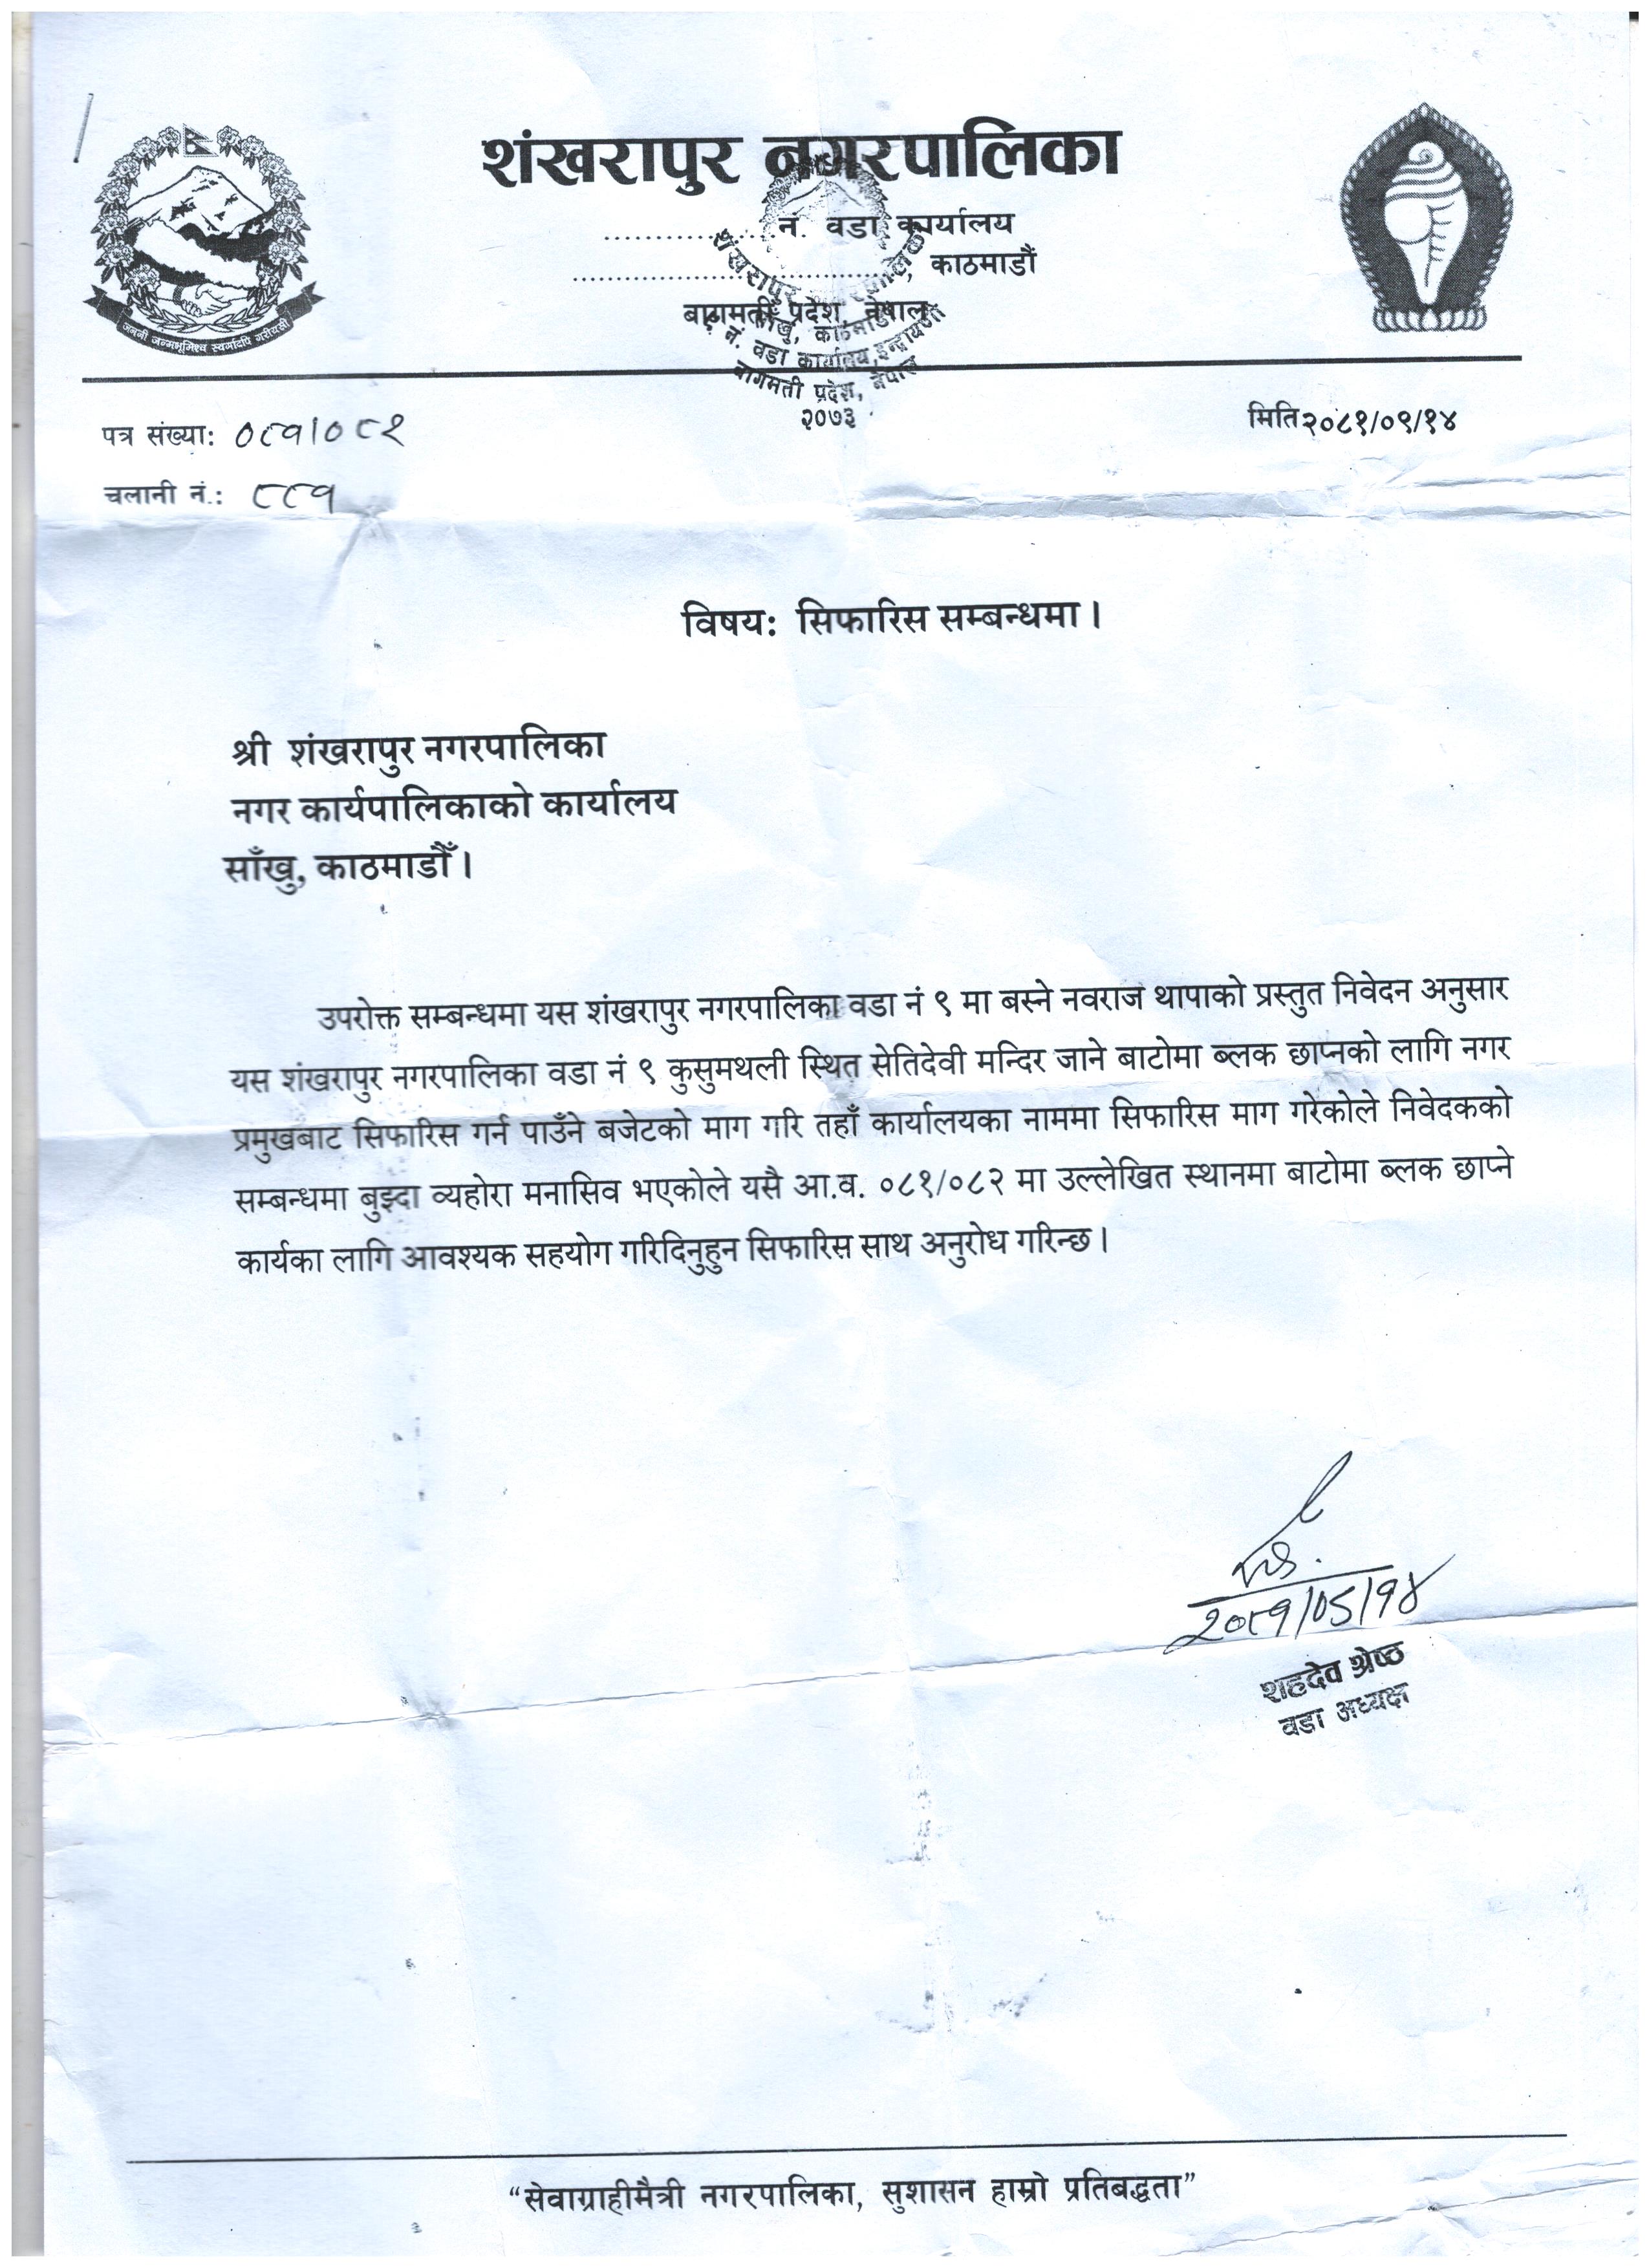 शंखरापुर नगरपालिका
....................नं. वडा कार्यालय
........................................, काठमाडौं
बागमती प्रदेश, नेपाल
जननी जन्मभूमिश्च स्वर्गादपि गरीयसी
शंखरापुर
साँखु, काठमाडौं
नं. वडा कार्यालय, इन्द्रायणी
बागमती प्रदेश, नेपाल
२०७३
पत्र संख्या: ०८१/०८२
मिति २०८१/०९/१४
चलानी नं.: ८८१
विषय: सिफारिस सम्बन्धमा ।
श्री शंखरापुर नगरपालिका
नगर कार्यपालिकाको कार्यालय
साँखु, काठमाडौँ ।
उपरोक्त सम्बन्धमा यस शंखरापुर नगरपालिका वडा नं ९ मा बस्ने नवराज थापाको प्रस्तुत निवेदन अनुसार
यस शंखरापुर नगरपालिका वडा नं ९ कुसुमथली स्थित सेतिदेवी मन्दिर जाने बाटोमा ब्लक छाप्नको लागि नगर
प्रमुखबाट सिफारिस गर्न पाउँने बजेटको माग गरि तहाँ कार्यालयका नाममा सिफारिस माग गरेकोले निवेदकको
सम्बन्धमा बुझ्दा व्यहोरा मनासिव भएकोले यसै आ.व. ०८१/०८२ मा उल्लेखित स्थानमा बाटोमा ब्लक छाप्ने
कार्यका लागि आवश्यक सहयोग गरिदिनुहुन सिफारिस साथ अनुरोध गरिन्छ ।
२०८१/०९/१४
शहदेव श्रेष्ठ
वडा अध्यक्ष
“सेवाग्राहीमैत्री नगरपालिका, सुशासन हाम्रो प्रतिबद्धता”